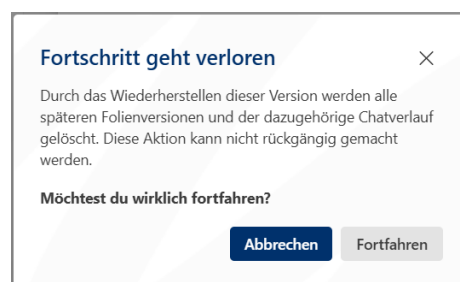 Fortschritt geht verloren
Durch das Wiederherstellen dieser Version werden alle
späteren Folienversionen und der dazugehörige Chatverlauf
gelöscht. Diese Aktion kann nicht rückgängig gemacht
werden.
Möchtest du wirklich fortfahren?
Abbrechen Fortfahren